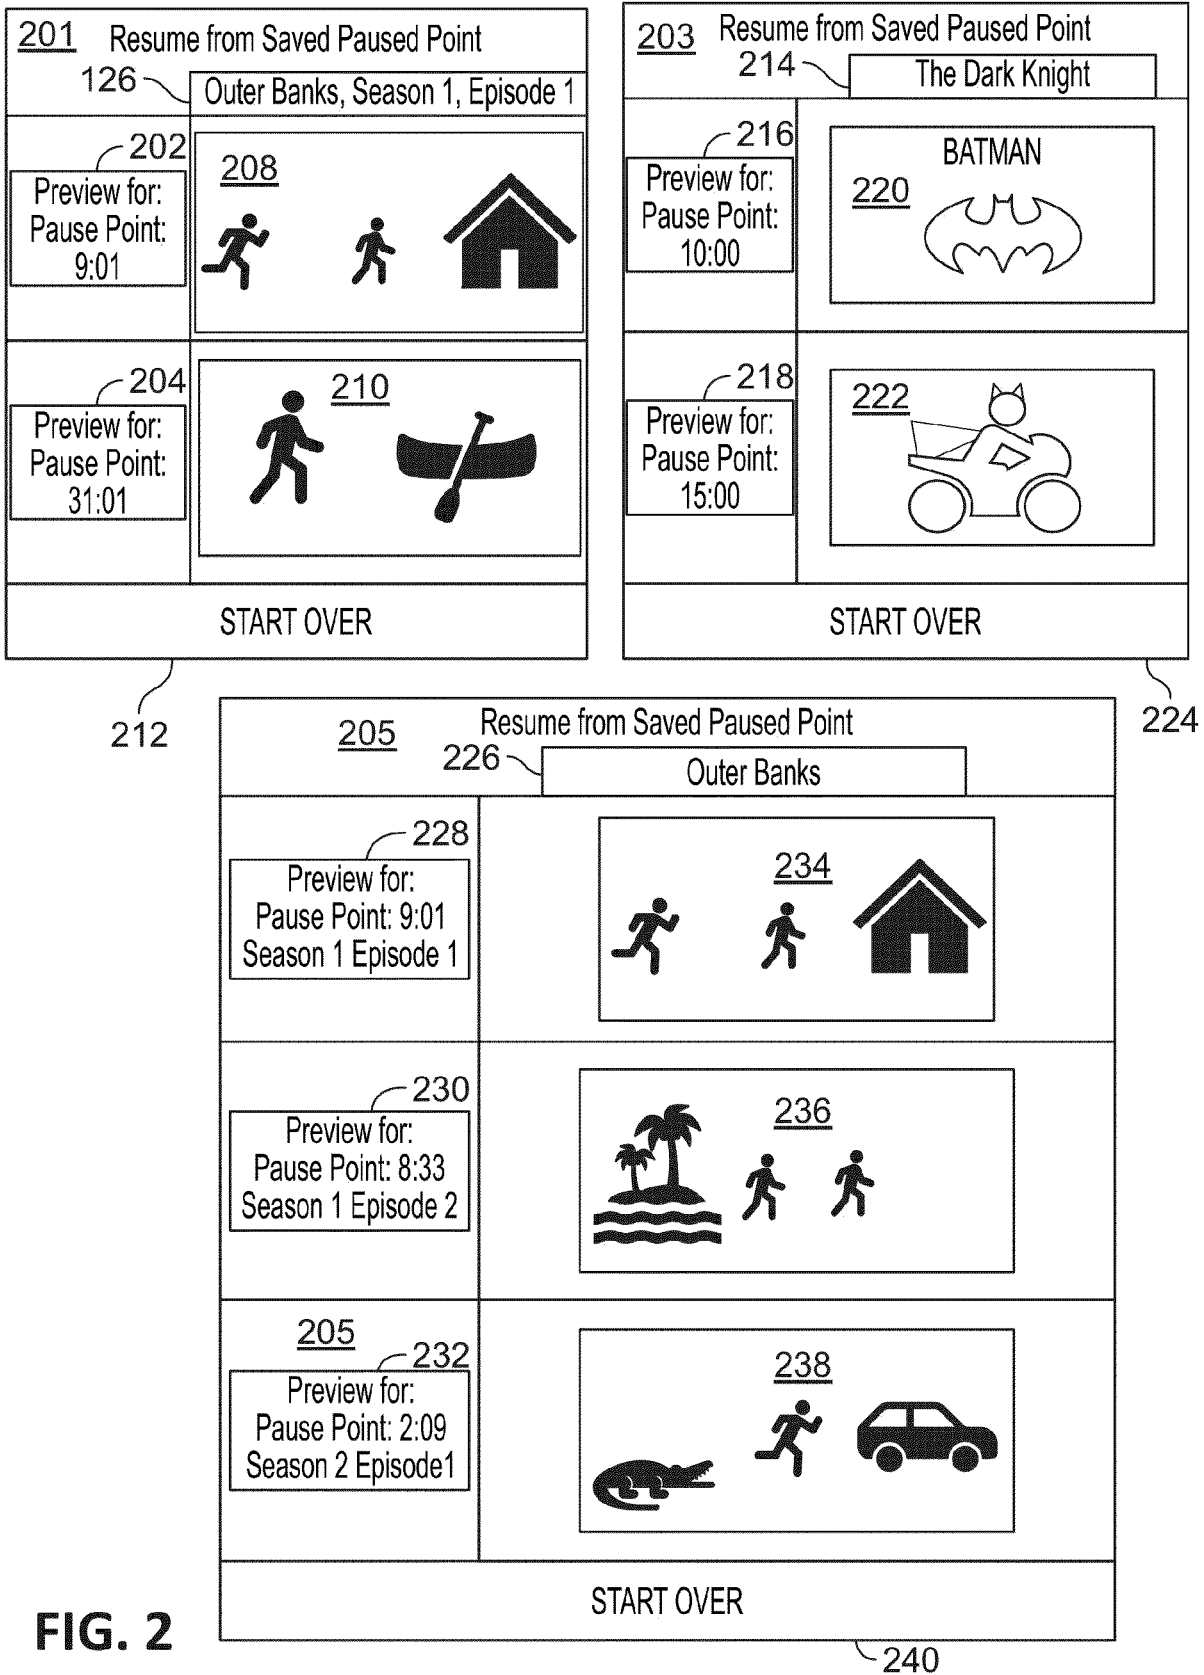 201 Resume from Saved Paused Point
126
Outer Banks, Season 1, Episode 1
202
Preview for:
Pause Point:
9:01
208
204
Preview for:
Pause Point:
31:01
210
START OVER
212
203 Resume from Saved Paused Point
214
The Dark Knight
216
Preview for:
Pause Point:
10:00
BATMAN
220
218
Preview for:
Pause Point:
15:00
222
START OVER
224
205 Resume from Saved Paused Point
226
Outer Banks
228
Preview for:
Pause Point: 9:01
Season 1 Episode 1
234
230
Preview for:
Pause Point: 8:33
Season 1 Episode 2
236
205
232
Preview for:
Pause Point: 2:09
Season 2 Episode1
238
START OVER
240
FIG. 2